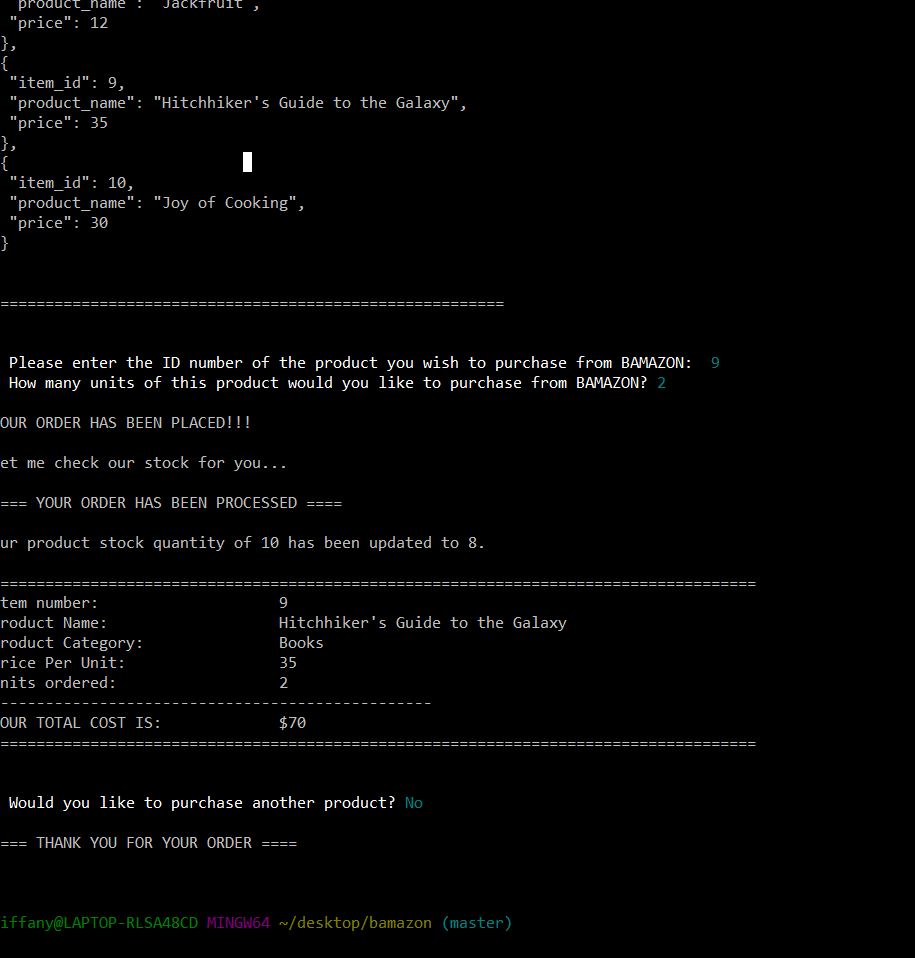 "product_name": "Jackfruit",
"price": 12
},
{
"item_id": 9,
"product_name": "Hitchhiker's Guide to the Galaxy",
"price": 35
},
{
"item_id": 10,
"product_name": "Joy of Cooking",
"price": 30
}
========================================================
Please enter the ID number of the product you wish to purchase from BAMAZON: 9
How many units of this product would you like to purchase from BAMAZON? 2
OUR ORDER HAS BEEN PLACED!!!
et me check our stock for you...
=== YOUR ORDER HAS BEEN PROCESSED ====
ur product stock quantity of 10 has been updated to 8.
====================================================================================
tem number: 9
roduct Name: Hitchhiker's Guide to the Galaxy
roduct Category: Books
rice Per Unit: 35
nits ordered: 2
------------------------------------------------
OUR TOTAL COST IS: $70
====================================================================================
Would you like to purchase another product? No
=== THANK YOU FOR YOUR ORDER ====
iffany@LAPTOP-RLSA48CD MINGW64 ~/desktop/bamazon (master)